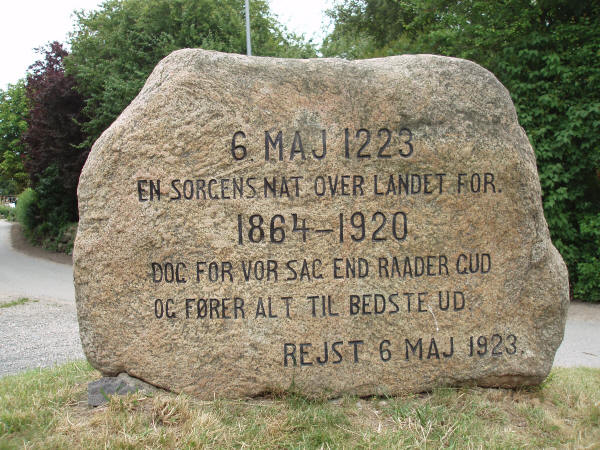 6 MAJ 1223
EN SORGENS NAT OVER LANDET FOR.
1864–1920
DOG FOR VOR SAG END RAADER GUD
OG FØRER ALT TIL BEDSTE UD.
REJST 6 MAJ 1923.